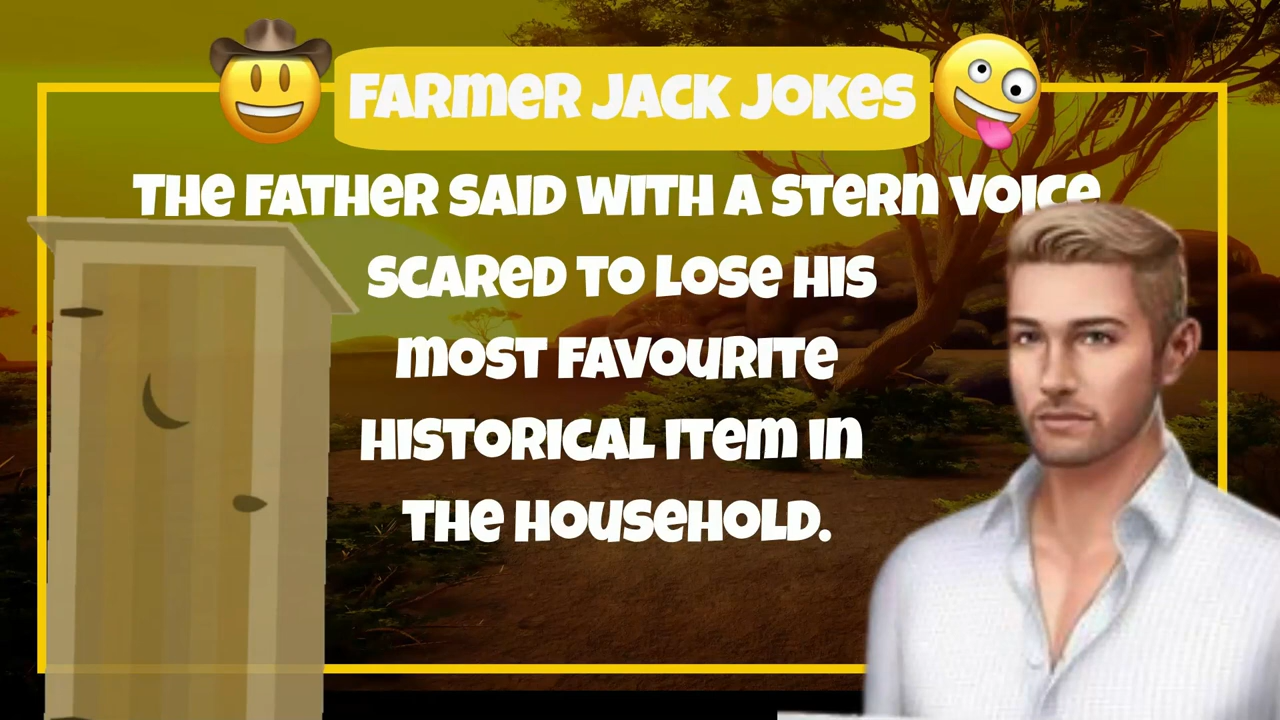 FARMER JACK JOKES
THE FATHER SAID WITH A STERN VOICE
SCARED TO LOSE HIS
MOST FAVOURITE
HISTORICAL ITEM IN
THE HOUSEHOLD.